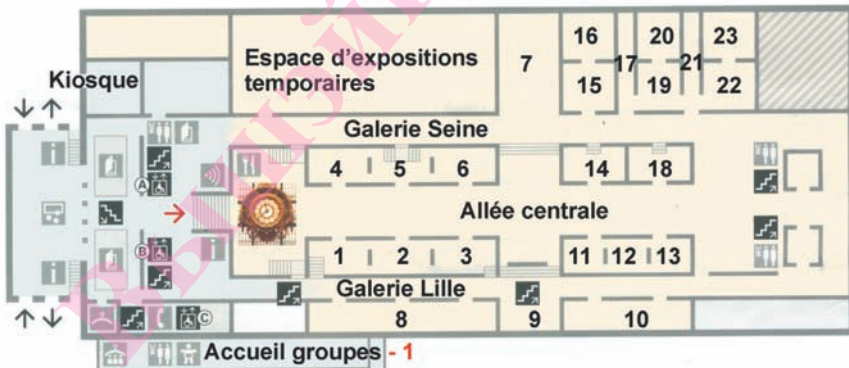 16 20 23
Espace d'expositions
temporaires
7 17 21
Kiosque
15 19 22
Galerie Seine
4 5 6 14 18
A
Allée centrale
B
1 2 3 11 12 13
Galerie Lille
C
8 9 10
Accueil groupes - 1